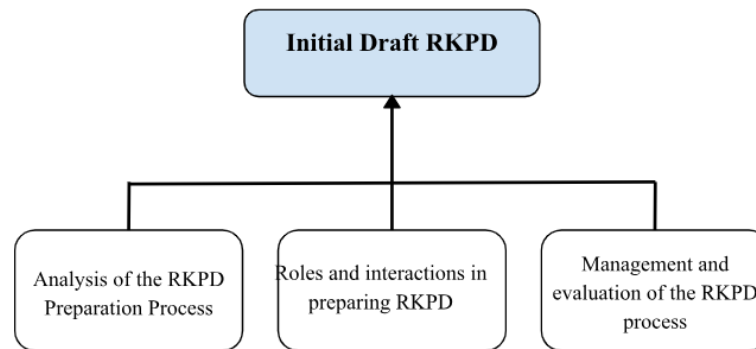 Initial Draft RKPD
Analysis of the RKPD
Preparation Process
Roles and interactions in
preparing RKPD
Management and
evaluation of the RKPD
process